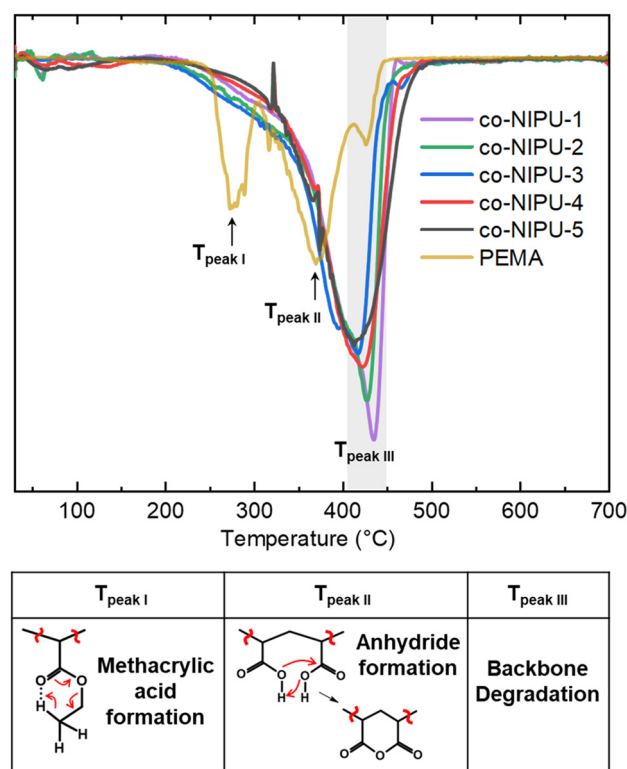 co-NIPU-1
co-NIPU-2
co-NIPU-3
co-NIPU-4
co-NIPU-5
PEMA
Tpeak I
Tpeak II
Tpeak III
100 200 300 400 500 600 700
Temperature (°C)
Tpeak I Tpeak II Tpeak III
Methacrylic
acid
formation
O O
H
H H
Anhydride
formation
O O O O
H H
O O O
Backbone
Degradation